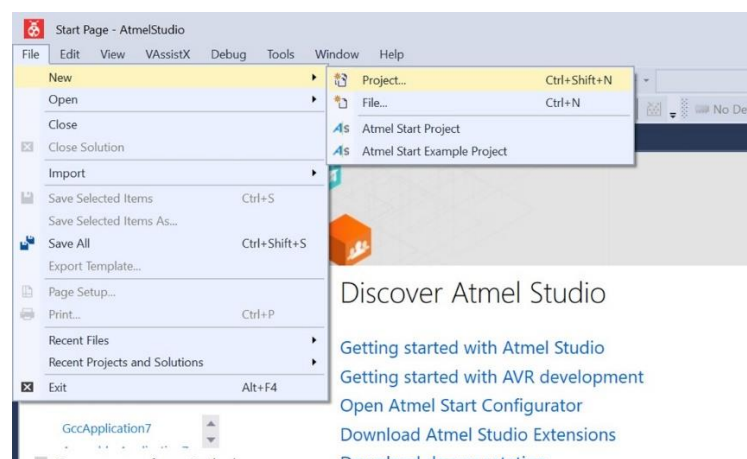 Start Page - AtmelStudio
File Edit View VAssistX Debug Tools Window Help
New
Open
Close
Close Solution
Import
Save Selected Items Ctrl+S
Save Selected Items As...
Save All Ctrl+Shift+S
Export Template...
Page Setup...
Print... Ctrl+P
Recent Files
Recent Projects and Solutions
Exit Alt+F4
Project... Ctrl+Shift+N
File... Ctrl+N
As Atmel Start Project
As Atmel Start Example Project
No De
Discover Atmel Studio
Getting started with Atmel Studio
Getting started with AVR development
Open Atmel Start Configurator
Download Atmel Studio Extensions
GccApplication7